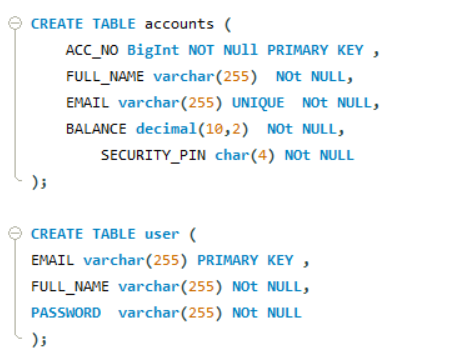 CREATE TABLE accounts (
ACC_NO BigInt NOT NUll PRIMARY KEY ,
FULL_NAME varchar(255)  NOt NULL,
EMAIL varchar(255) UNIQUE  NOt NULL,
BALANCE decimal(10,2)  NOt NULL,
SECURITY_PIN char(4) NOt NULL
);
CREATE TABLE user (
EMAIL varchar(255) PRIMARY KEY ,
FULL_NAME varchar(255) NOt NULL,
PASSWORD  varchar(255) NOt NULL
);